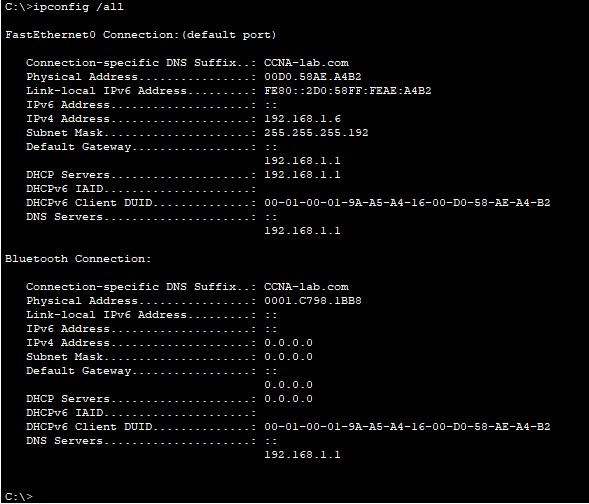 C:\>ipconfig /all
FastEthernet0 Connection:(default port)
Connection-specific DNS Suffix..: CCNA-lab.com
Physical Address................: 00D0.58AE.A4B2
Link-local IPv6 Address.........: FE80::2D0:58FF:FEAE:A4B2
IPv6 Address....................: ::
IPv4 Address....................: 192.168.1.6
Subnet Mask.....................: 255.255.255.192
Default Gateway.................: ::
192.168.1.1
DHCP Servers....................: 192.168.1.1
DHCPv6 IAID.....................:
DHCPv6 Client DUID..............: 00-01-00-01-9A-A5-A4-16-00-D0-58-AE-A4-B2
DNS Servers.....................: ::
192.168.1.1
Bluetooth Connection:
Connection-specific DNS Suffix..: CCNA-lab.com
Physical Address................: 0001.C798.1BB8
Link-local IPv6 Address.........: ::
IPv6 Address....................: ::
IPv4 Address....................: 0.0.0.0
Subnet Mask.....................: 0.0.0.0
Default Gateway.................: ::
0.0.0.0
DHCP Servers....................: 0.0.0.0
DHCPv6 IAID.....................:
DHCPv6 Client DUID..............: 00-01-00-01-9A-A5-A4-16-00-D0-58-AE-A4-B2
DNS Servers.....................: ::
192.168.1.1
C:\>